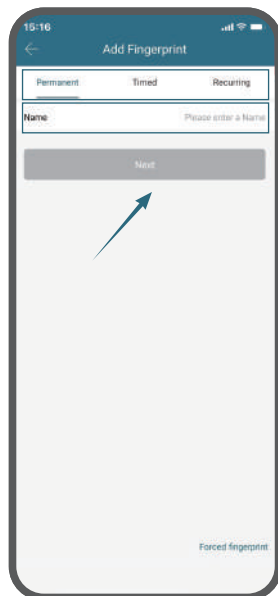 15:16
Add Fingerprint
Permanent Timed Recurring
Name Please enter a Name
Next
Forced fingerprint